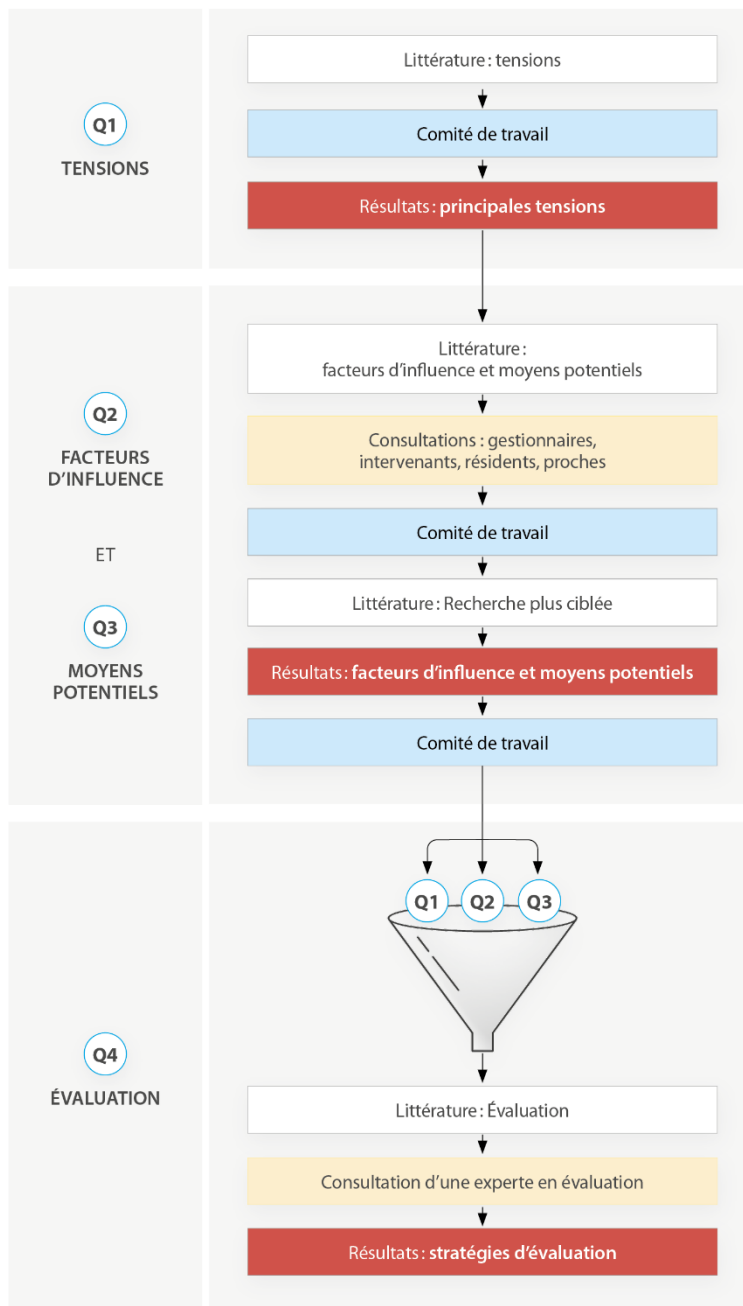 Q1
TENSIONS
Littérature : tensions
Comité de travail
Résultats : principales tensions
Q2
FACTEURS
D’INFLUENCE
ET
Q3
MOYENS
POTENTIELS
Littérature :
facteurs d’influence et moyens potentiels
Consultations : gestionnaires,
intervenants, résidents, proches
Comité de travail
Littérature : Recherche plus ciblée
Résultats : facteurs d’influence et moyens potentiels
Comité de travail
Q4
ÉVALUATION
Q1 Q2 Q3
Littérature : Évaluation
Consultation d’une experte en évaluation
Résultats : stratégies d’évaluation